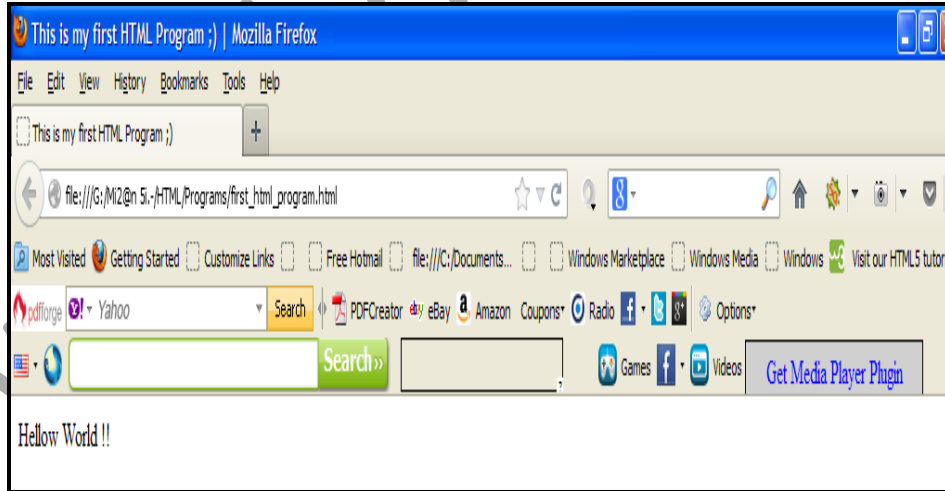 This is my first HTML Program ;) | Mozilla Firefox
File Edit View History Bookmarks Tools Help
This is my first HTML Program ;) +
file:///G:/Mi2@n 5i.-/HTML/Programs/first_html_program.html 8
Most Visited Getting Started Customize Links Free Hotmail file:///C:/Documents... Windows Marketplace Windows Media Windows Visit our HTML5 tutor
pdfforge Y! Yahoo Search PDFCreator ebY eBay a Amazon Coupons Radio f g+ Options
Search» ? Games f Videos Get Media Player Plugin
Hellow World !!